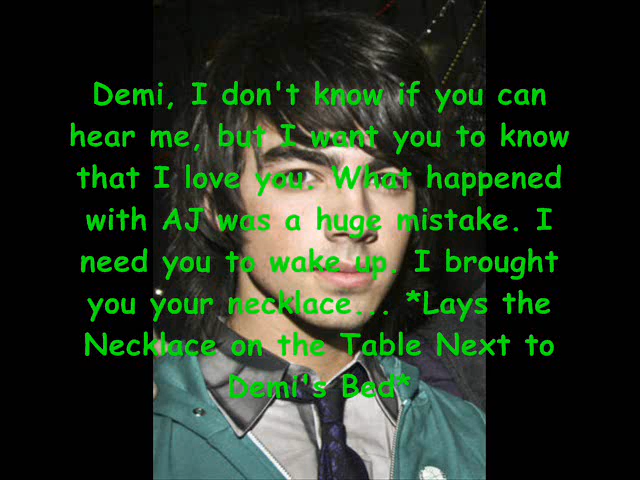 Demi, I don't know if you can
hear me, but I want you to know
that I love you. What happened
with AJ was a huge mistake. I
need you to wake up. I brought
you your necklace... *Lays the
Necklace on the Table Next to
Demi's Bed*